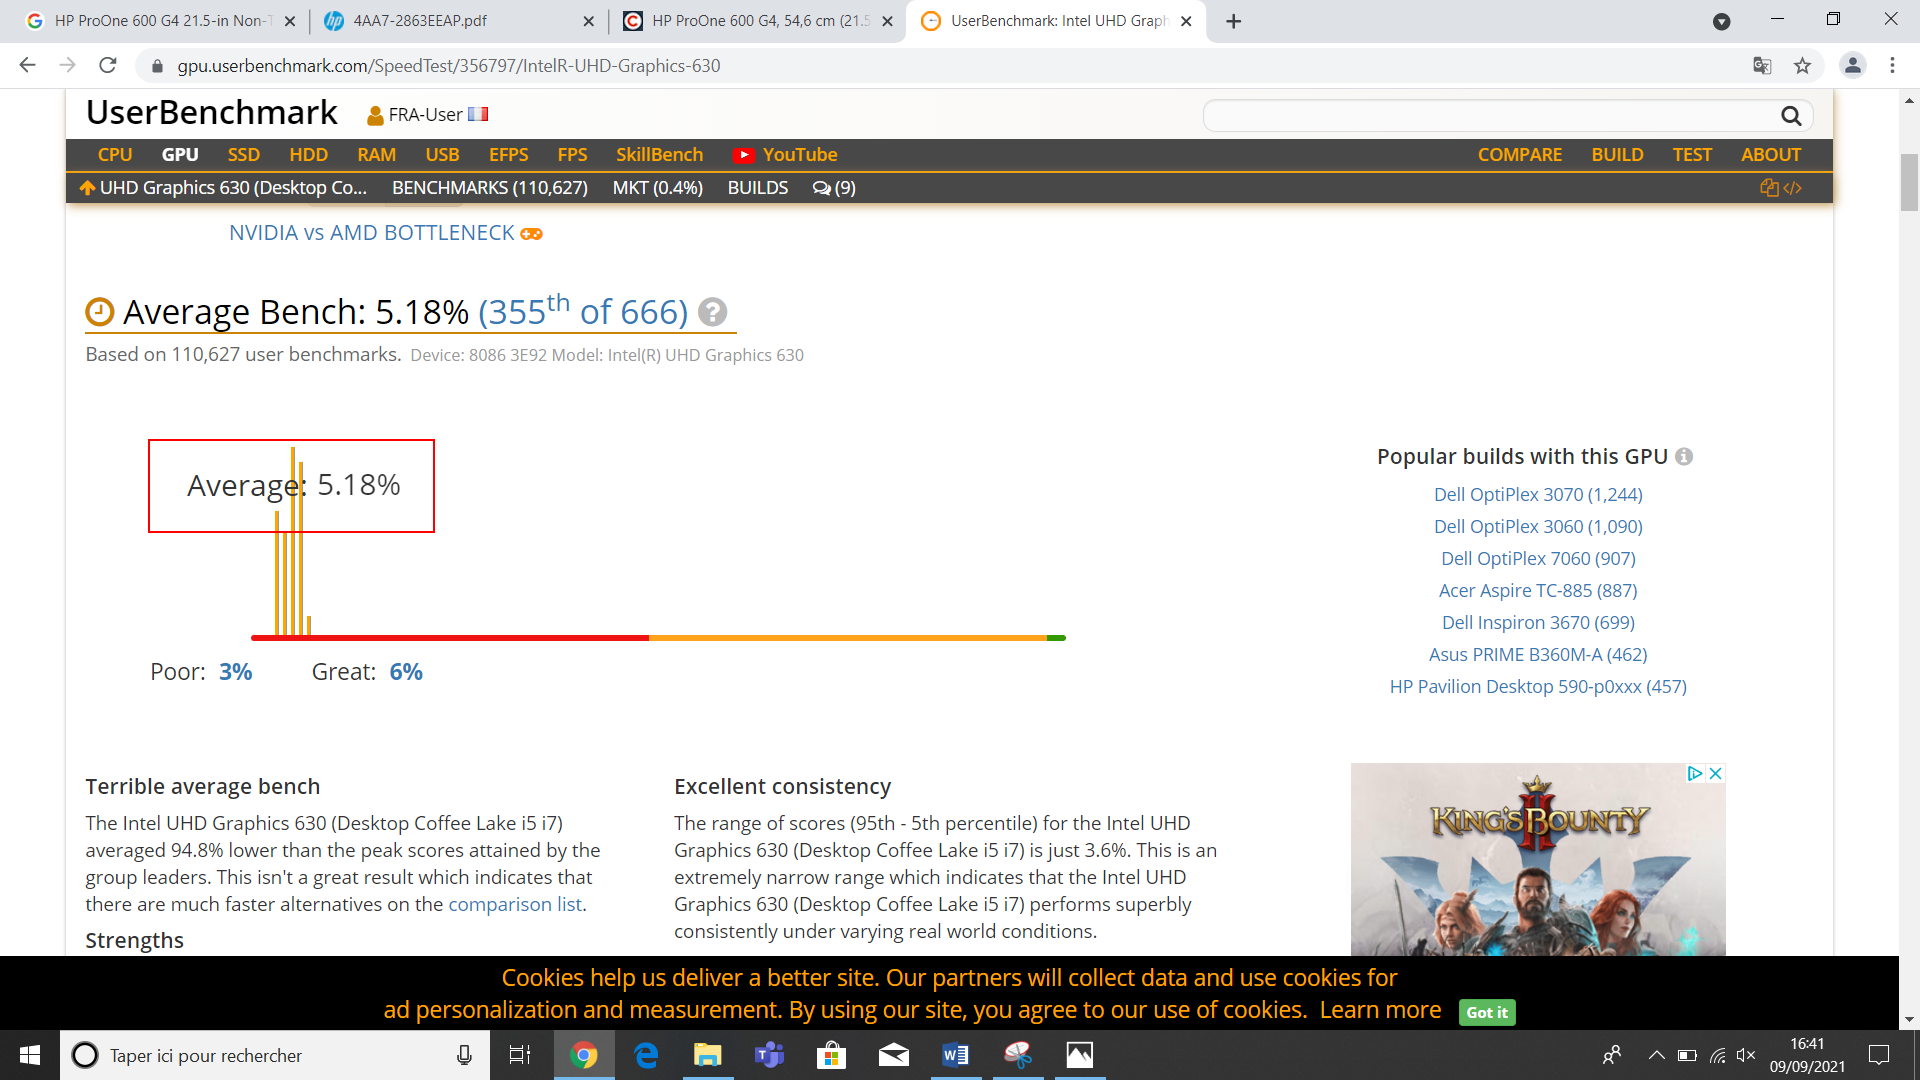 HP ProOne 600 G4 21.5-in Non-T
4AA7-2863EEAP.pdf
HP ProOne 600 G4, 54,6 cm (21.5
UserBenchmark: Intel UHD Graph
gpu.userbenchmark.com/SpeedTest/356797/IntelR-UHD-Graphics-630
UserBenchmark FRA-User
CPU GPU SSD HDD RAM USB EFPS FPS SkillBench YouTube COMPARE BUILD TEST ABOUT
UHD Graphics 630 (Desktop Co... BENCHMARKS (110,627) MKT (0.4%) BUILDS (9)
NVIDIA vs AMD BOTTLENECK
Average Bench: 5.18% (355th of 666) ?
Based on 110,627 user benchmarks. Device: 8086 3E92 Model: Intel(R) UHD Graphics 630
Average: 5.18%
Poor: 3% Great: 6%
Popular builds with this GPU
Dell OptiPlex 3070 (1,244)
Dell OptiPlex 3060 (1,090)
Dell OptiPlex 7060 (907)
Acer Aspire TC-885 (887)
Dell Inspiron 3670 (699)
Asus PRIME B360M-A (462)
HP Pavilion Desktop 590-p0xxx (457)
Terrible average bench
The Intel UHD Graphics 630 (Desktop Coffee Lake i5 i7)
averaged 94.8% lower than the peak scores attained by the
group leaders. This isn't a great result which indicates that
there are much faster alternatives on the comparison list.
Strengths
Excellent consistency
The range of scores (95th - 5th percentile) for the Intel UHD
Graphics 630 (Desktop Coffee Lake i5 i7) is just 3.6%. This is an
extremely narrow range which indicates that the Intel UHD
Graphics 630 (Desktop Coffee Lake i5 i7) performs superbly
consistently under varying real world conditions.
KING'S BOUNTY
II
Cookies help us deliver a better site. Our partners will collect data and use cookies for
ad personalization and measurement. By using our site, you agree to our use of cookies. Learn more Got it
Taper ici pour rechercher
16:41
09/09/2021